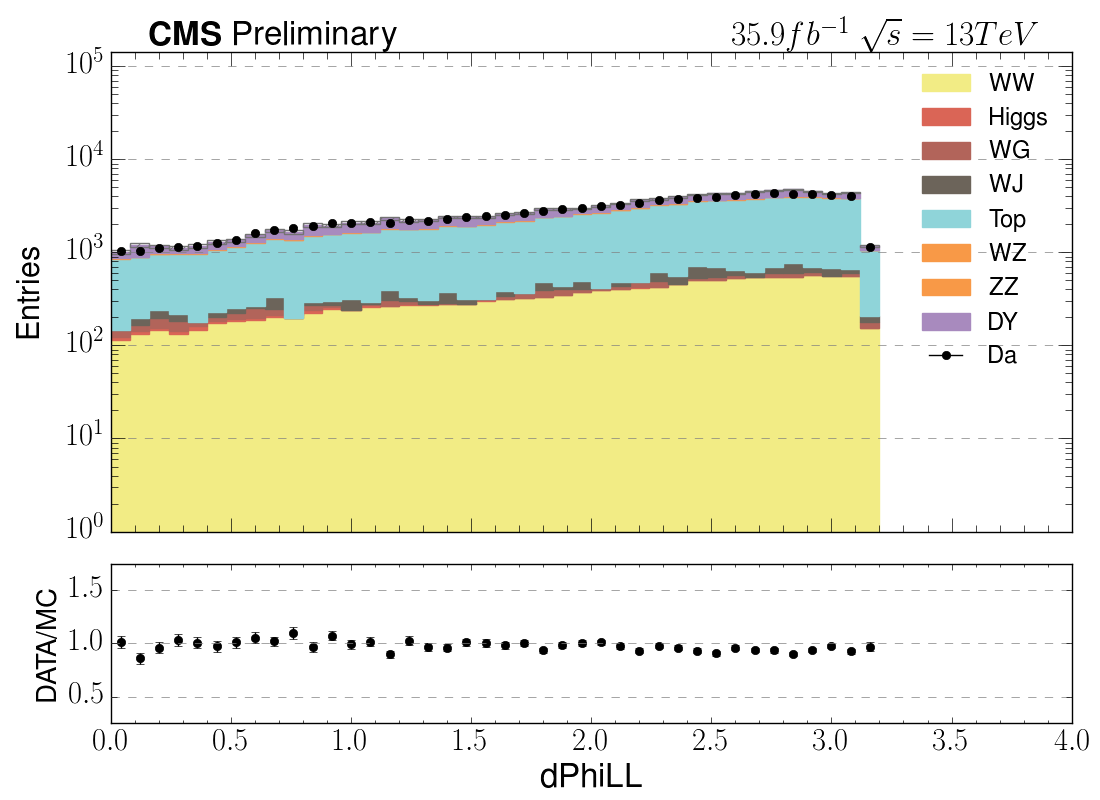 CMS Preliminary 35.9fb⁻¹ √s = 13TeV
10⁵
10⁴
10³
10²
10¹
10⁰
Entries
WW
Higgs
WG
WJ
Top
WZ
ZZ
DY
Da
1.5
1.0
0.5
DATA/MC
0.0 0.5 1.0 1.5 2.0 2.5 3.0 3.5 4.0
dPhiLL